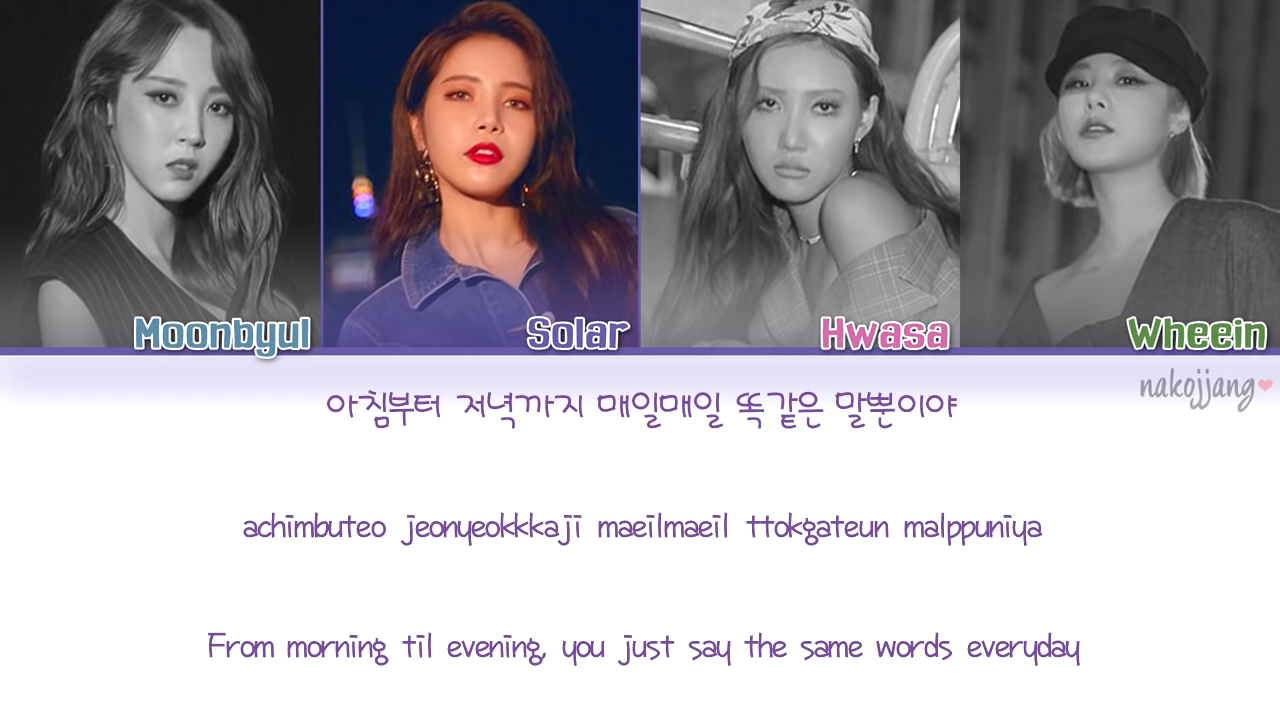 Moonbyul Solar Hwasa Wheein
nakojjang
아침부터 저녁까지 매일매일 똑같은 말뿐이야
achimbuteo jeonyeokkkaji maeilmaeil ttokgateun malppuniya
From morning til evening, you just say the same words everyday